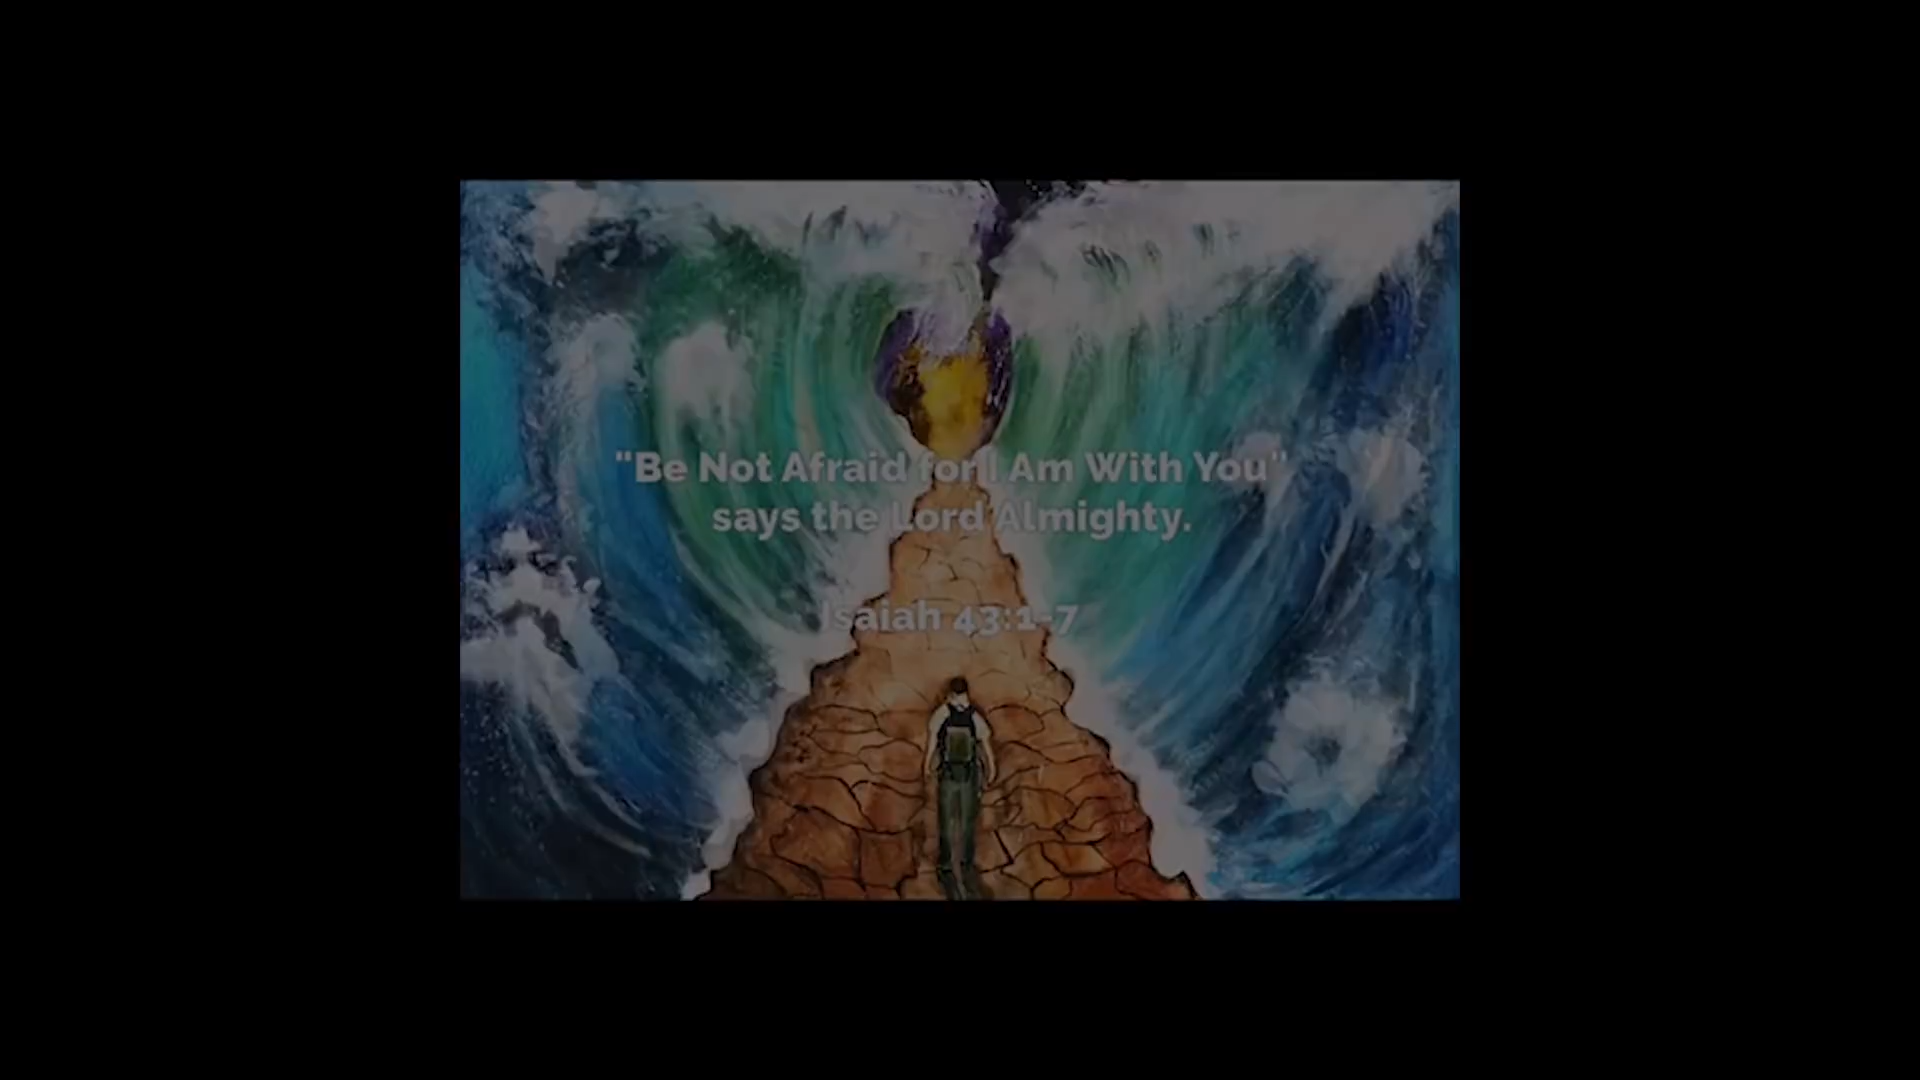 "Be Not Afraid for I Am With You"
says the Lord Almighty.
Isaiah 43:1-7